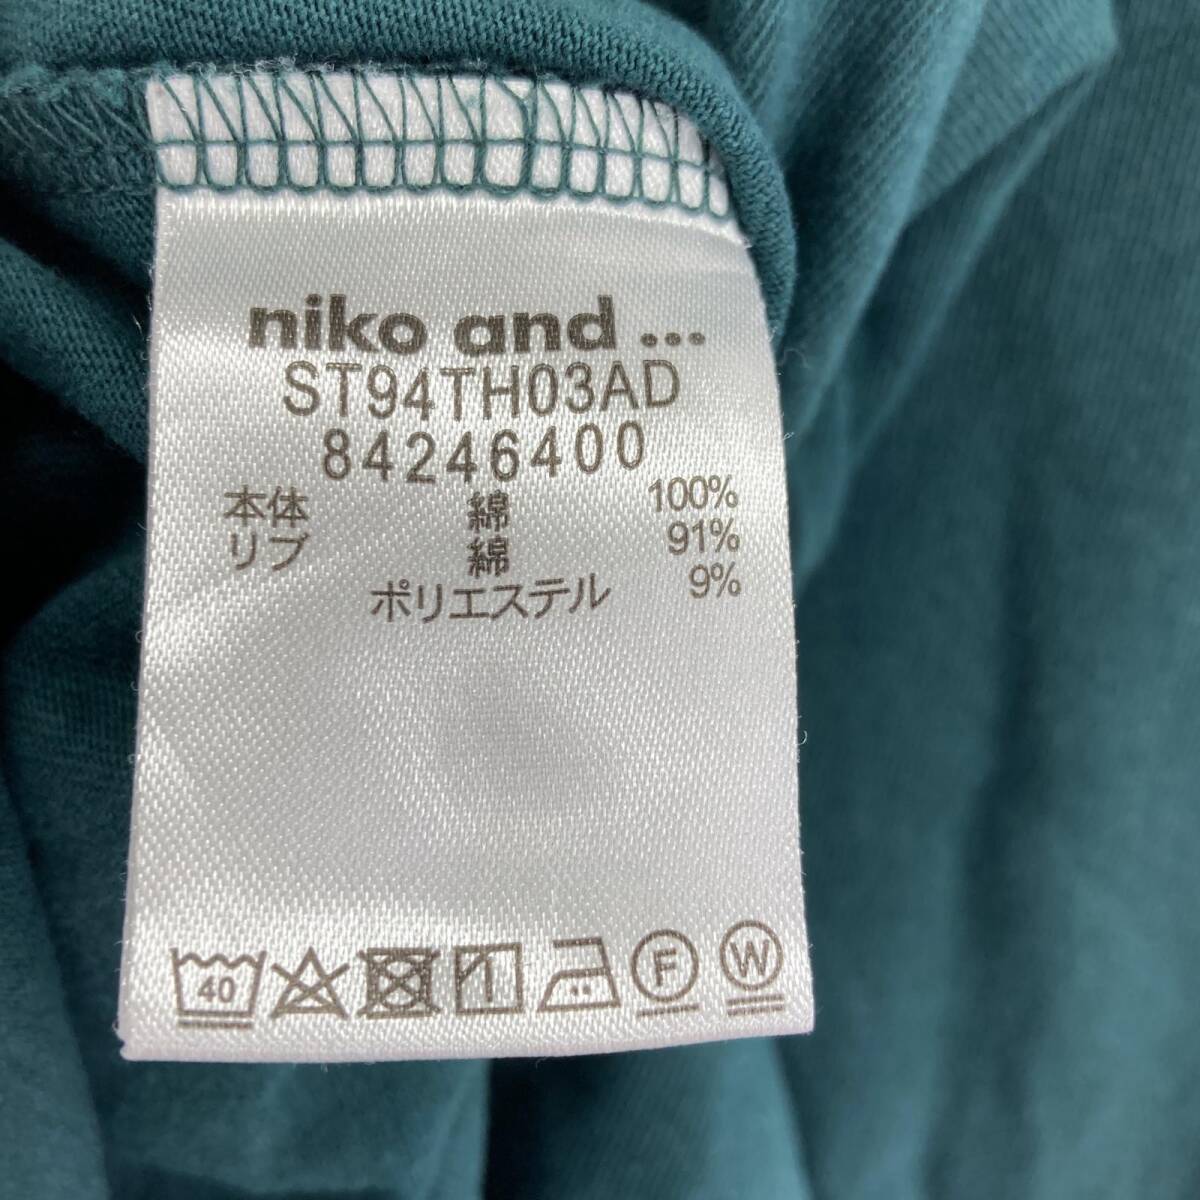 niko and ...
ST94TH03AD
84246400
本体 綿 100%
リブ 綿 91%
ポリエステル 9%
40 F W